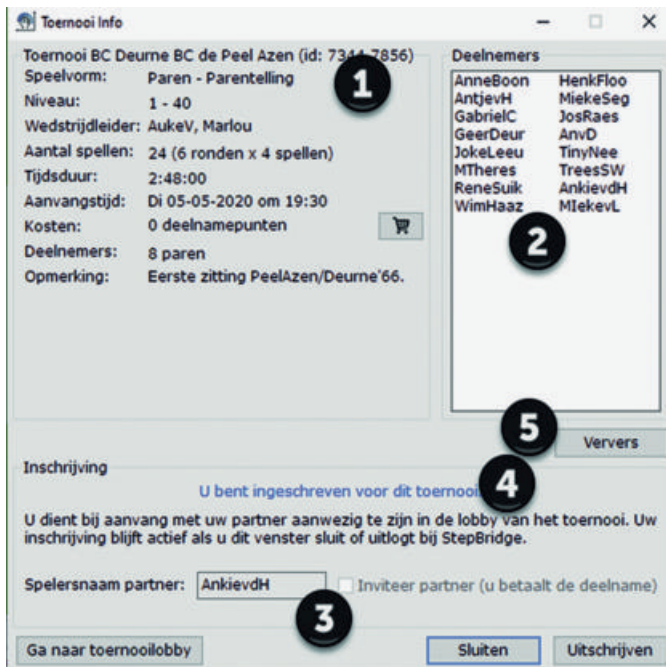 Toernooi Info
Toernooi BC Deurne BC de Peel Azen (id: 7344-7856)
Speelvorm: Paren - Parentelling
Niveau: 1 - 40
Wedstrijdleider: AukeV, Marlou
Aantal spellen: 24 (6 ronden x 4 spellen)
Tijdsduur: 2:48:00
Aanvangstijd: Di 05-05-2020 om 19:30
Kosten: 0 deelnamepunten
Deelnemers: 8 paren
Opmerking: Eerste zitting PeelAzen/Deurne'66.
1
Deelnemers
AnneBoon HenkFloo
AntjevH MiekeSeg
GabrielC JosRaes
GeerDeur AnvD
JokeLeeu TinyNee
MTheres TreesSW
ReneSuik AnkievdH
WimHaaz MIekevL
2
5
Ververs
Inschrijving
U bent ingeschreven voor dit toernooi
4
U dient bij aanvang met uw partner aanwezig te zijn in de lobby van het toernooi. Uw
inschrijving blijft actief als u dit venster sluit of uitlogt bij StepBridge.
Spelersnaam partner: AnkievdH Inviteer partner (u betaalt de deelname)
3
Ga naar toernooilobby Sluiten Uitschrijven